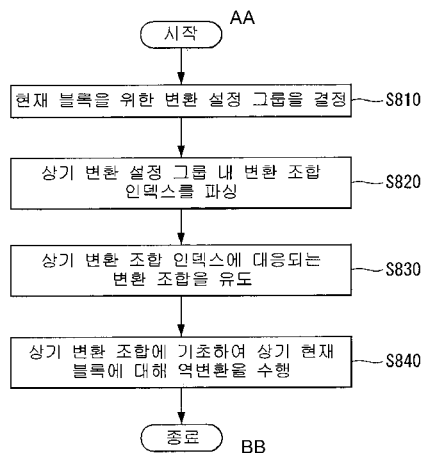 AA
시작
현재 블록을 위한 변환 설정 그룹을 결정
S810
상기 변환 설정 그룹 내 변환 조합
인덱스를 파싱
S820
상기 변환 조합 인덱스에 대응되는
변환 조합을 유도
S830
상기 변환 조합에 기초하여 상기 현재
블록에 대해 역변환을 수행
S840
종료
BB